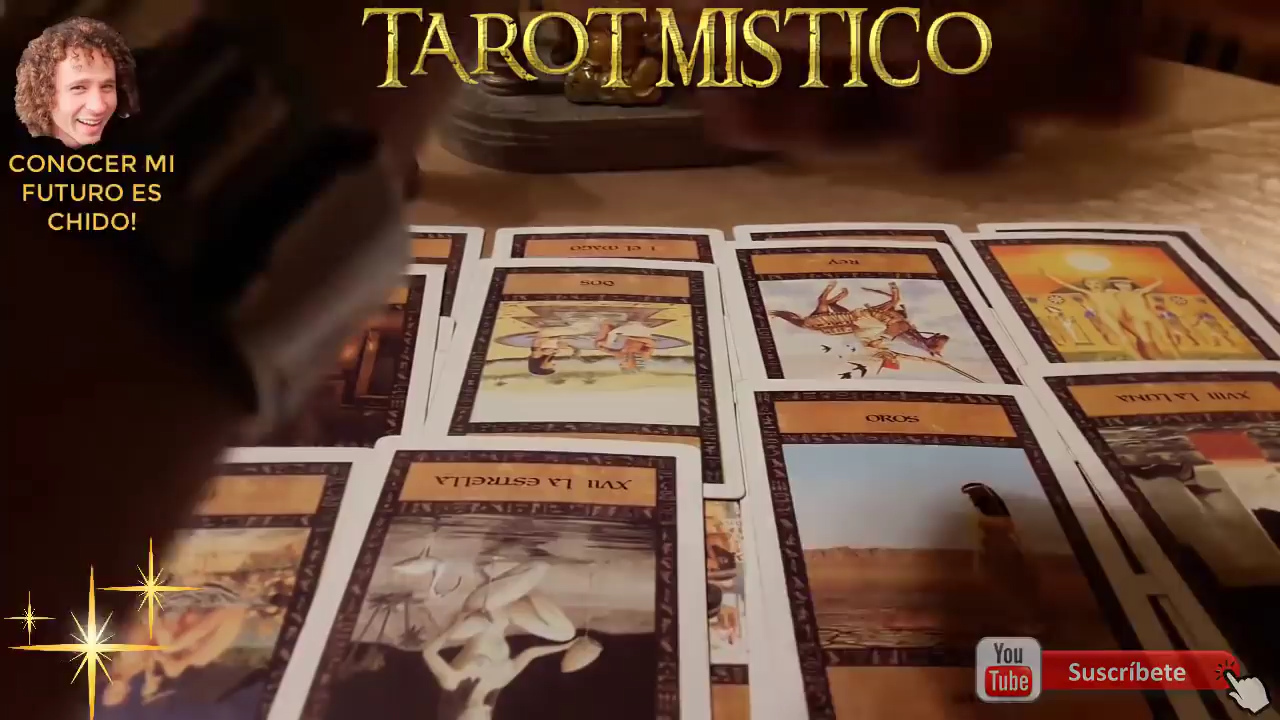 TAROT MISTICO
CONOCER MI
FUTURO ES
CHIDO!
I EL MAGO
DOS
REY
OROS
XVIII LA LUNA
XVII LA ESTRELLA
You
Tube
Suscríbete